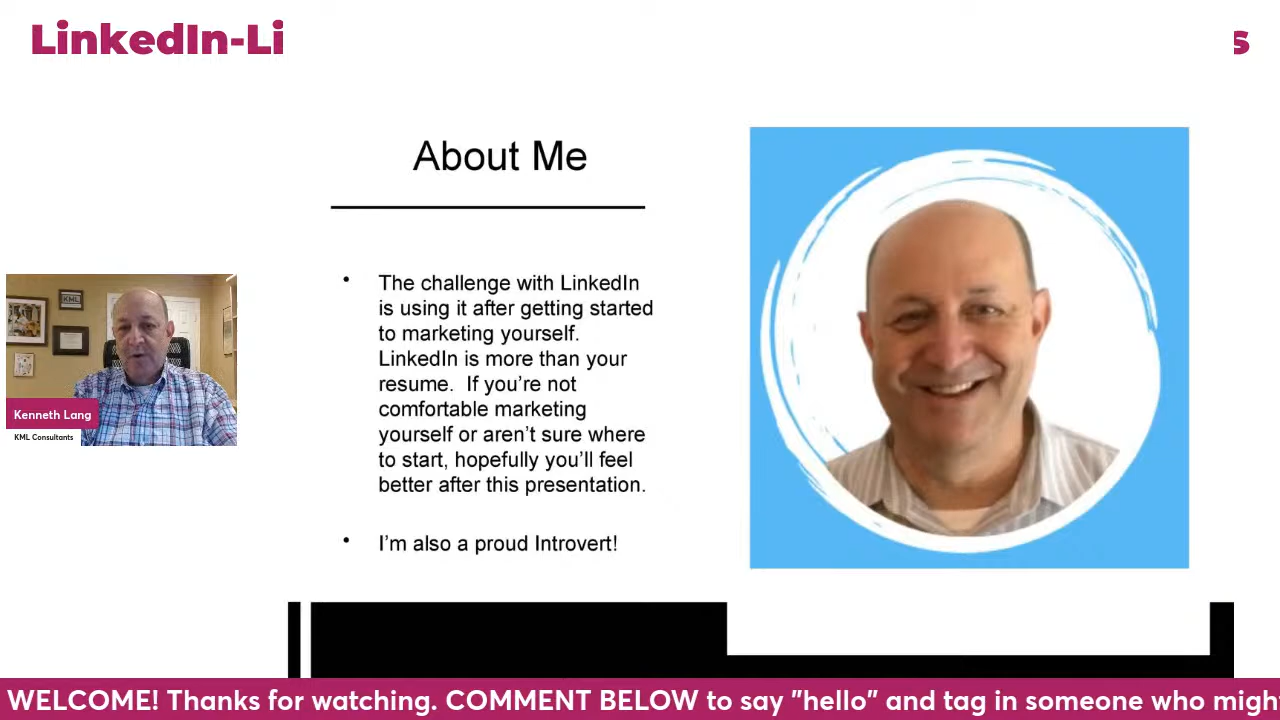 LinkedIn-Li
s
About Me
• The challenge with LinkedIn
is using it after getting started
to marketing yourself.
LinkedIn is more than your
resume.  If you’re not
comfortable marketing
yourself or aren’t sure where
to start, hopefully you’ll feel
better after this presentation.
• I’m also a proud Introvert!
KML
Kenneth Lang
KML Consultants
WELCOME! Thanks for watching. COMMENT BELOW to say "hello" and tag in someone who migh